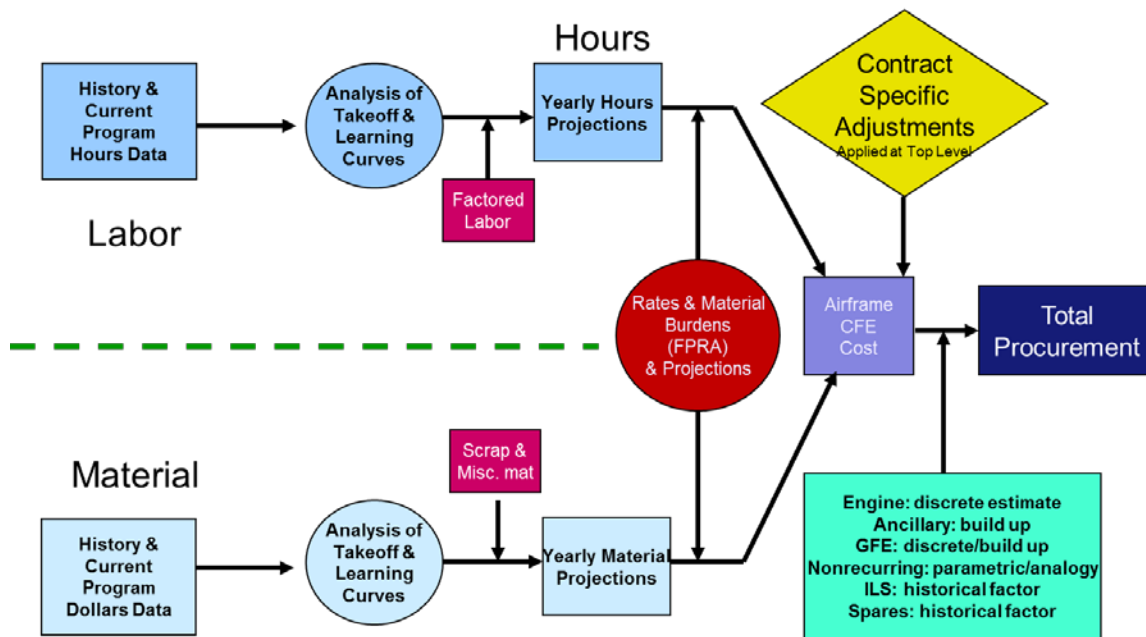 Hours
History &
Current
Program
Hours Data
Analysis of
Takeoff &
Learning
Curves
Yearly Hours
Projections
Contract
Specific
Adjustments
Applied at Top Level
Factored
Labor
Labor
Rates & Material
Burdens
(FPRA)
& Projections
Airframe
CFE
Cost
Total
Procurement
Material
Scrap &
Misc. mat
History &
Current
Program
Dollars Data
Analysis of
Takeoff &
Learning
Curves
Yearly Material
Projections
Engine: discrete estimate
Ancillary: build up
GFE: discrete/build up
Nonrecurring: parametric/analogy
ILS: historical factor
Spares: historical factor